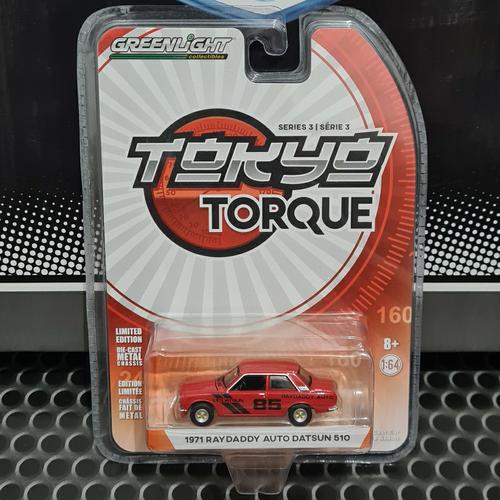 GREENLIGHT
collectibles
SERIES 3 | SÉRIE 3
TOKYO
TORQUE
160
LIMITED
EDITION
DIE-CAST
METAL
CHASSIS
ÉDITION
LIMITÉE
CHÂSSIS
FAIT DE
MÉTAL
8+
1:64
85
RAYDADDY AUTO
1971 RAYDADDY AUTO DATSUN 510